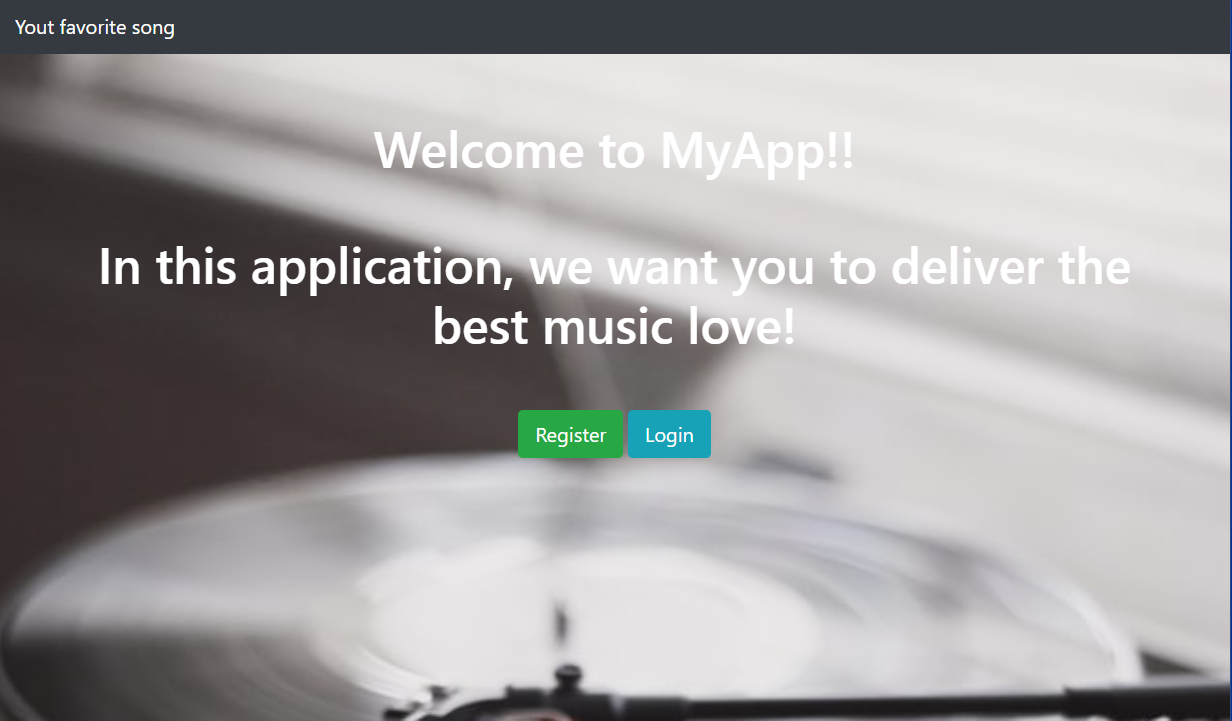 Yout favorite song
Welcome to MyApp!!
In this application, we want you to deliver the
best music love!
Register Login